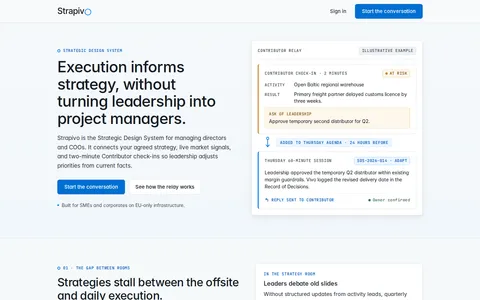 Strapivo
Sign in
Start the conversation
STRATEGIC DESIGN SYSTEM
Execution informs
strategy, without
turning leadership into
project managers.
Strapivo is the Strategic Design System for managing directors
and COOs. It connects your agreed strategy, live market signals,
and two-minute Contributor check-ins so leadership adjusts
priorities from current facts.
Start the conversation
See how the relay works
Built for SMEs and corporates on EU-only infrastructure.
CONTRIBUTOR RELAY
ILLUSTRATIVE EXAMPLE
CONTRIBUTOR CHECK-IN · 2 MINUTES
AT RISK
ACTIVITY
Open Baltic regional warehouse
RESULT
Primary freight partner delayed customs licence by
three weeks.
ASK OF LEADERSHIP
Approve temporary second distributor for Q2.
ADDED TO THURSDAY AGENDA · 24 HOURS BEFORE
THURSDAY 60-MINUTE SESSION
SDS-2026-014 · ADOPT
Leadership approved the temporary Q2 distributor within existing
margin guardrails. Vivo logged the revised delivery date in the
Record of Decisions.
REPLY SENT TO CONTRIBUTOR
Owner confirmed
01 · THE GAP BETWEEN ROOMS
Strategies stall between the offsite
and daily execution.
IN THE STRATEGY ROOM
Leaders debate old slides
Without structured updates from activity leads, quarterly